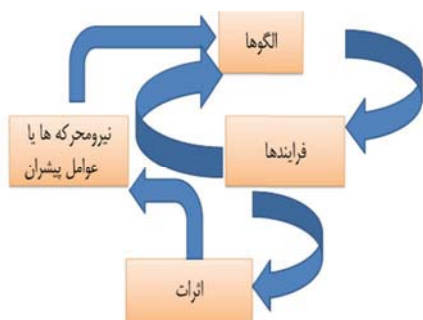 الگوها
نیرومحرکه ها یا
عوامل پیشران
فرایندها
اثرات